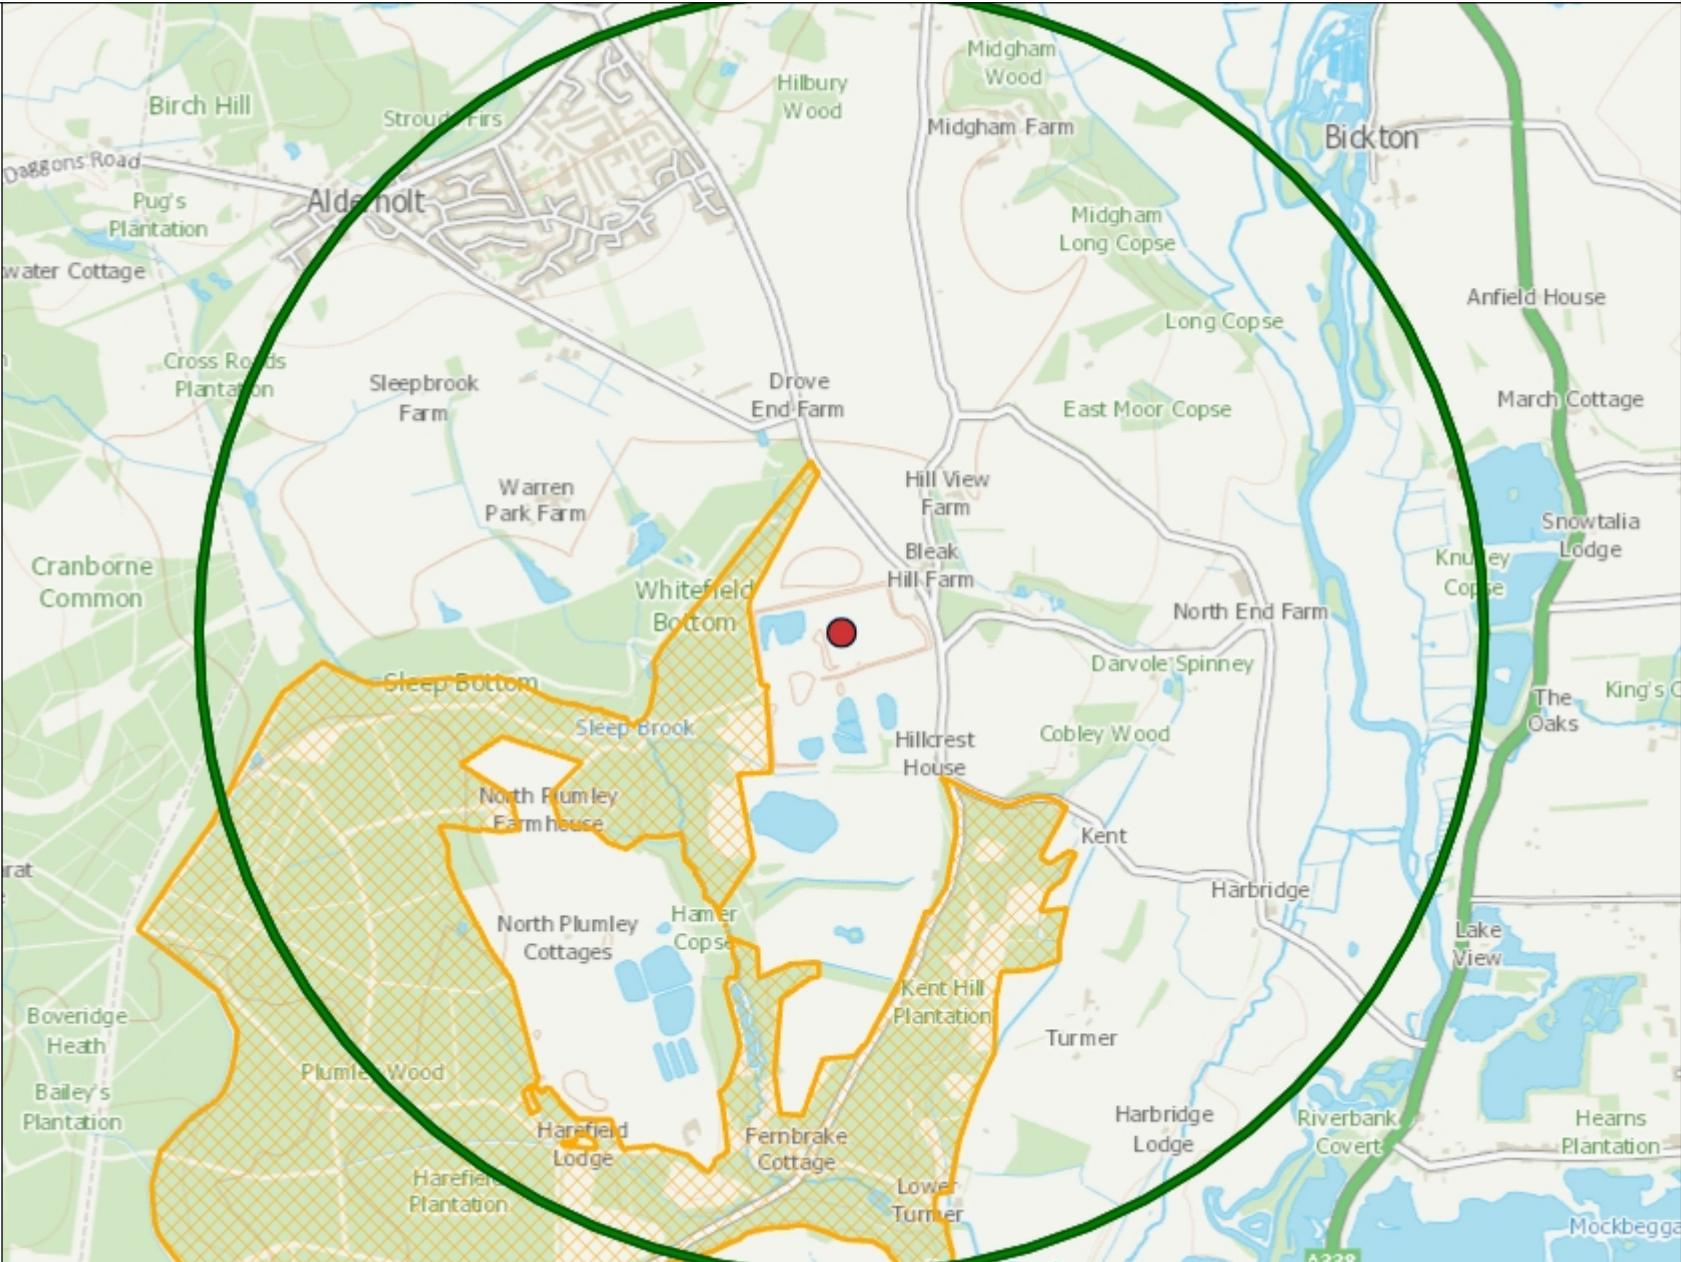 Midgham
Wood
Hilbury
Wood
Birch Hill
Strouds Firs
Midgham Farm
Bickton
Daggons Road
Alderholt
Pug's
Plantation
Midgham
Long Copse
water Cottage
Anfield House
Long Copse
Cross Roads
Plantation
Sleepbrook
Farm
Drove
End Farm
East Moor Copse
March Cottage
Warren
Park Farm
Hill View
Farm
Snowtalia
Lodge
Cranborne
Common
Bleak
Hill Farm
Whitefield
Bottom
North End Farm
Darvole Spinney
Sleep Bottom
The
Oaks
King's C
Sleep Brook
Hillcrest
House
Cobley Wood
North Plumley
Farmhouse
Kent
Harbridge
North Plumley
Cottages
Hamer
Copse
Lake
View
Kent Hill
Plantation
Boveridge
Heath
Turmer
Plumley Wood
Bailey's
Plantation
Harefield
Lodge
Fernbrake
Cottage
Harbridge
Lodge
Riverbank
Covert
Hearns
Plantation
Harefield
Plantation
Lower
Turmer
Mockbegga
A338